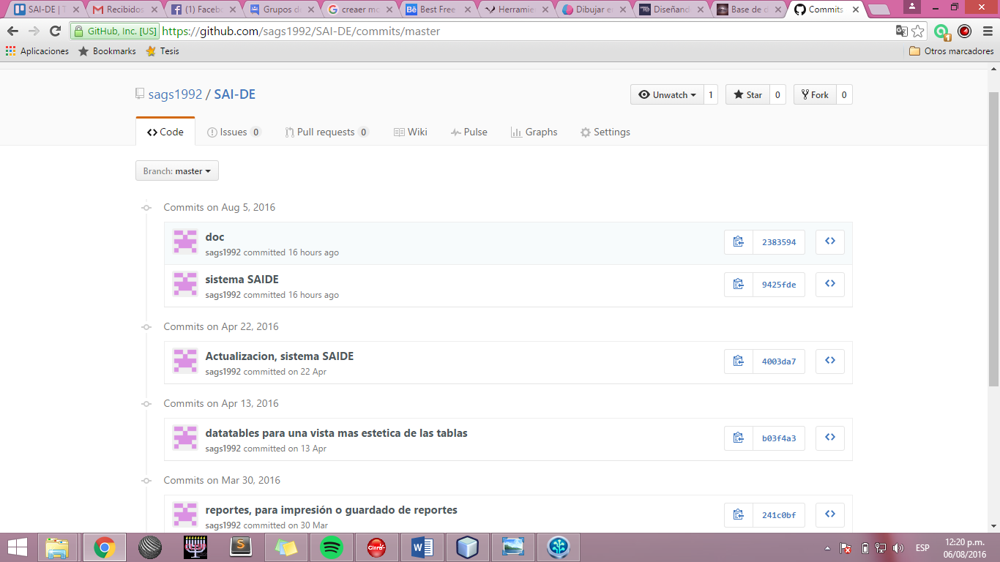 SAI-DE | T
Recibidos
(1) Facebo
Grupos de
creaer mo
Best Free
Herramie
Dibujar e
Diseñand
Base de d
Commits
GitHub, Inc. [US]
https://github.com/sags1992/SAI-DE/commits/master
1
Aplicaciones
Bookmarks
Tesis
Otros marcadores
sags1992 / SAI-DE
Unwatch 1
Star 0
Fork 0
Code
Issues 0
Pull requests 0
Wiki
Pulse
Graphs
Settings
Branch: master
Commits on Aug 5, 2016
doc
sags1992 committed 16 hours ago
2383594
sistema SAIDE
sags1992 committed 16 hours ago
9425fde
Commits on Apr 22, 2016
Actualizacion, sistema SAIDE
sags1992 committed on 22 Apr
4003da7
Commits on Apr 13, 2016
datatables para una vista mas estetica de las tablas
sags1992 committed on 13 Apr
b03f4a3
Commits on Mar 30, 2016
reportes, para impresión o guardado de reportes
sags1992 committed on 30 Mar
241c0bf
S
Claro
W
ESP
12:20 p.m.
06/08/2016